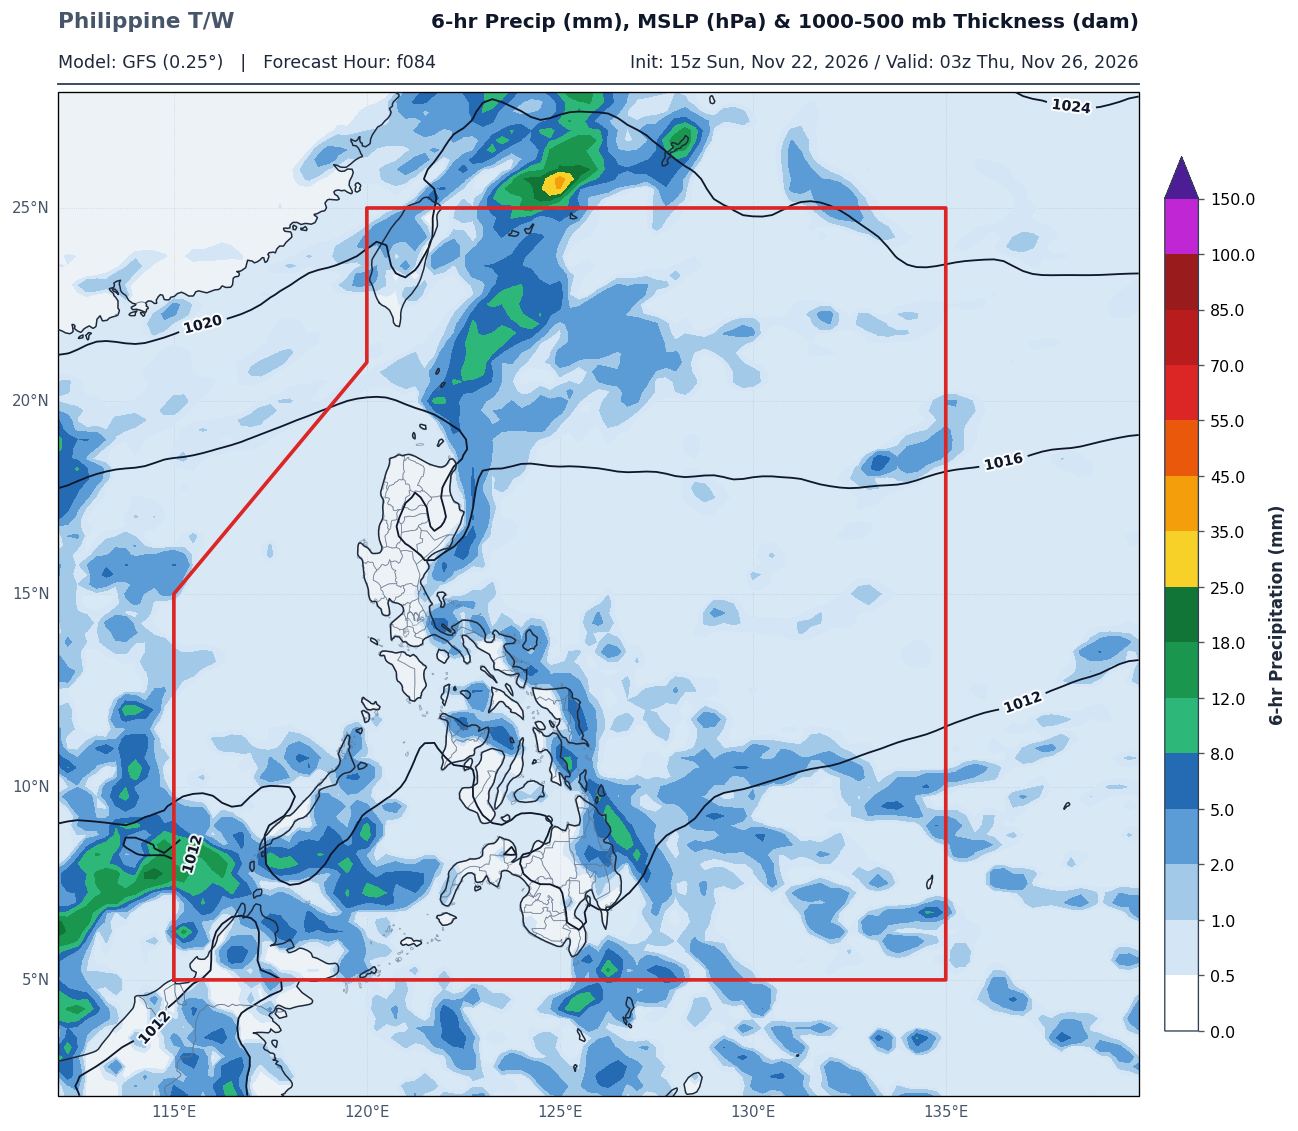 Philippine T/W
6-hr Precip (mm), MSLP (hPa) & 1000-500 mb Thickness (dam)
Model: GFS (0.25°) | Forecast Hour: f084
Init: 15z Sun, Nov 22, 2026 / Valid: 03z Thu, Nov 26, 2026
1024
150.0
25°N
100.0
1020
85.0
70.0
20°N
55.0
1016
45.0
35.0
15°N
25.0
18.0
6-hr Precipitation (mm)
1012
12.0
8.0
10°N
5.0
1012
2.0
1.0
5°N
0.5
1012
0.0
115°E
120°E
125°E
130°E
135°E